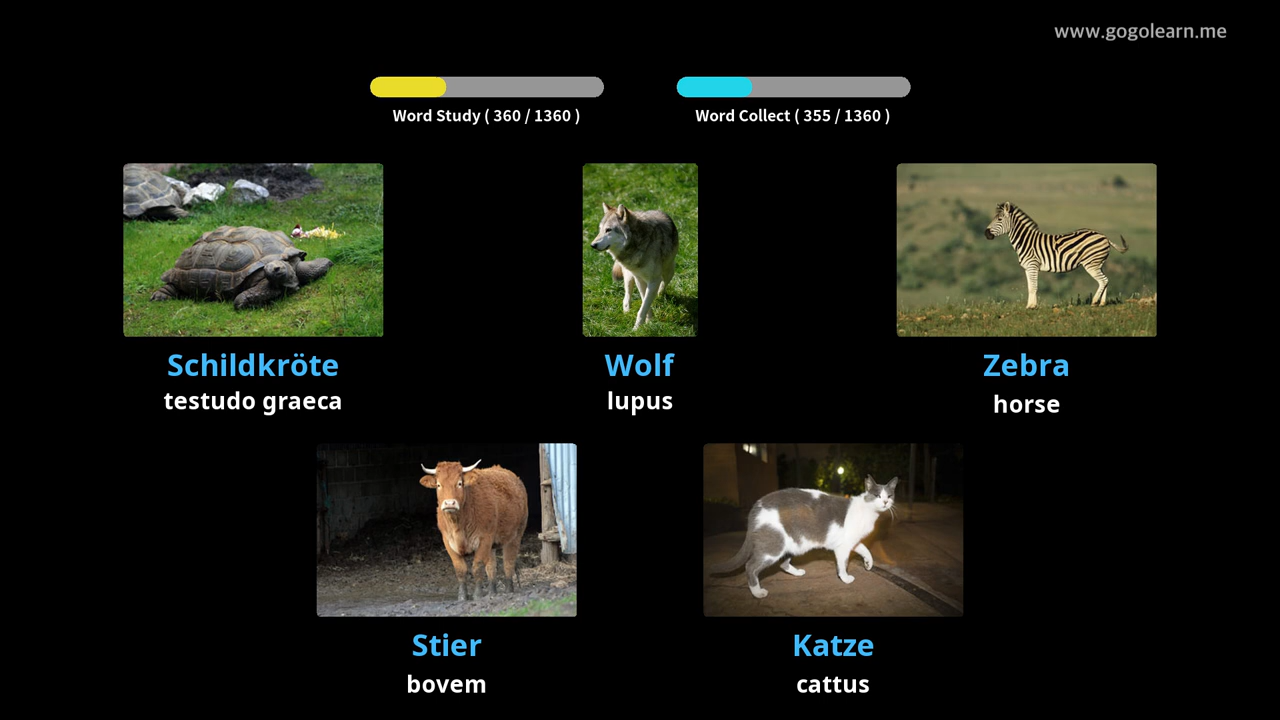 www.gogolearn.me
Word Study ( 360 / 1360 )
Word Collect ( 355 / 1360 )
Schildkröte
testudo graeca
Wolf
lupus
Zebra
horse
Stier
bovem
Katze
cattus